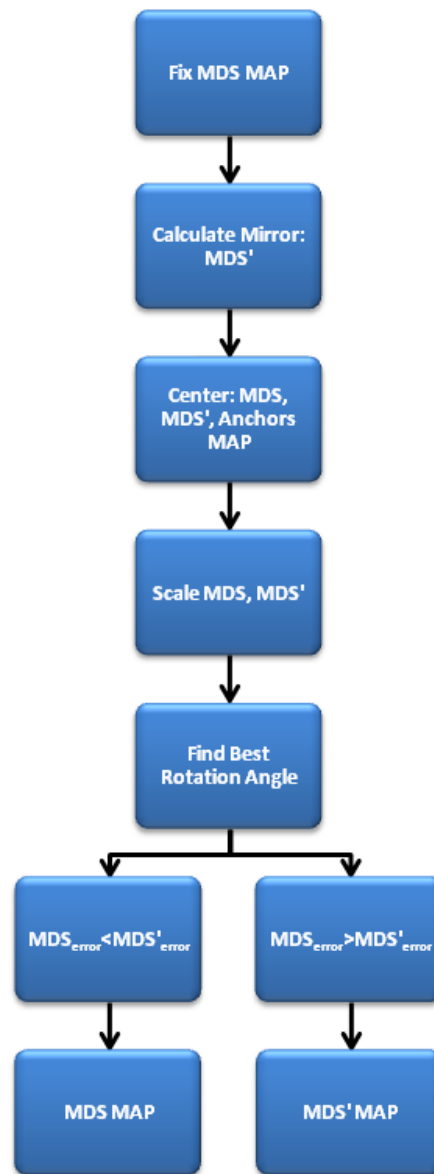 Fix MDS MAP
Calculate Mirror:
MDS'
Center: MDS,
MDS', Anchors
MAP
Scale MDS, MDS'
Find Best
Rotation Angle
MDSerror<MDS'error
MDSerror>MDS'error
MDS MAP
MDS' MAP